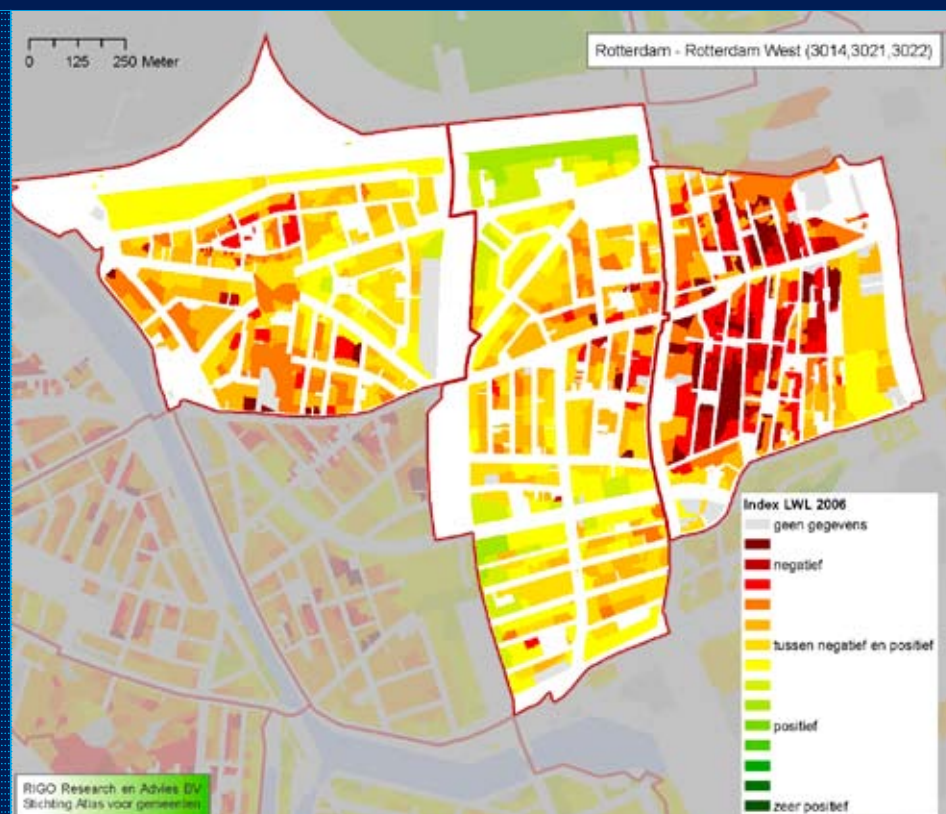 0 125 250 Meter
Rotterdam - Rotterdam West (3014,3021,3022)
Index LWL 2006
geen gegevens
negatief
tussen negatief en positief
positief
zeer positief
RIGO Research en Advies BV
Stichting Atlas voor gemeenten